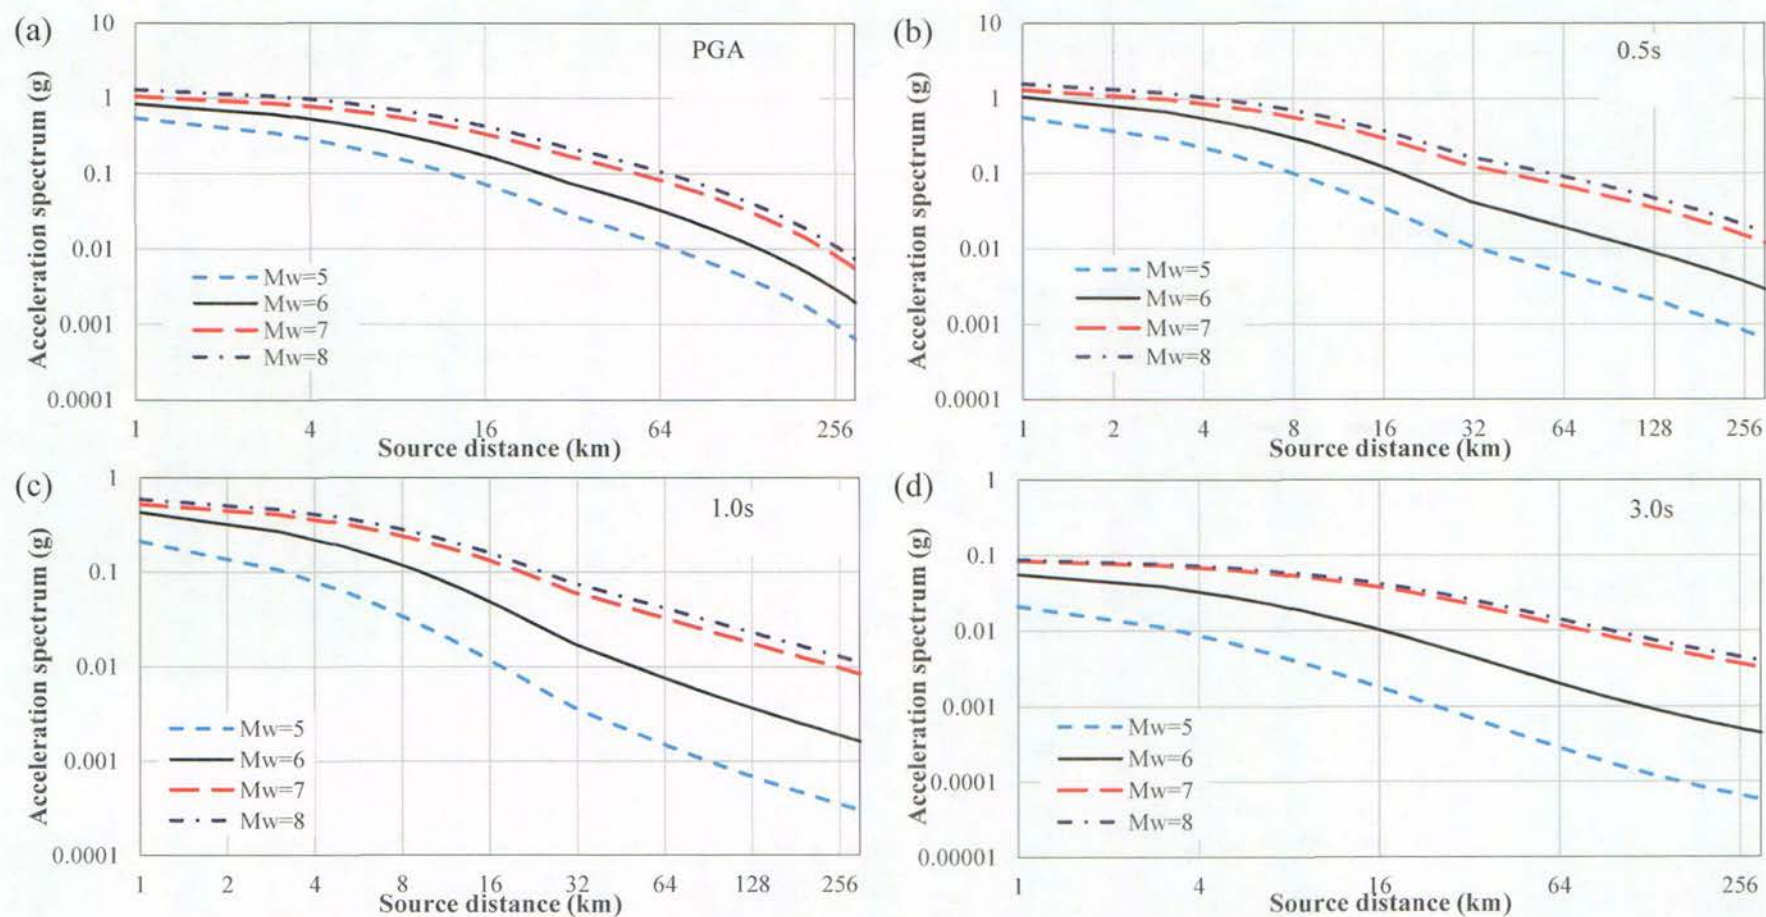 (a)
PGA
Acceleration spectrum (g)
10
1
0.1
0.01
0.001
0.0001
Mw=5
Mw=6
Mw=7
Mw=8
1 4 16 64 256
Source distance (km)
(b)
0.5s
Acceleration spectrum (g)
10
1
0.1
0.01
0.001
0.0001
Mw=5
Mw=6
Mw=7
Mw=8
1 2 4 8 16 32 64 128 256
Source distance (km)
(c)
1.0s
Acceleration spectrum (g)
1
0.1
0.01
0.001
0.0001
Mw=5
Mw=6
Mw=7
Mw=8
1 2 4 8 16 32 64 128 256
Source distance (km)
(d)
3.0s
Acceleration spectrum (g)
1
0.1
0.01
0.001
0.0001
0.00001
Mw=5
Mw=6
Mw=7
Mw=8
1 4 16 64 256
Source distance (km)